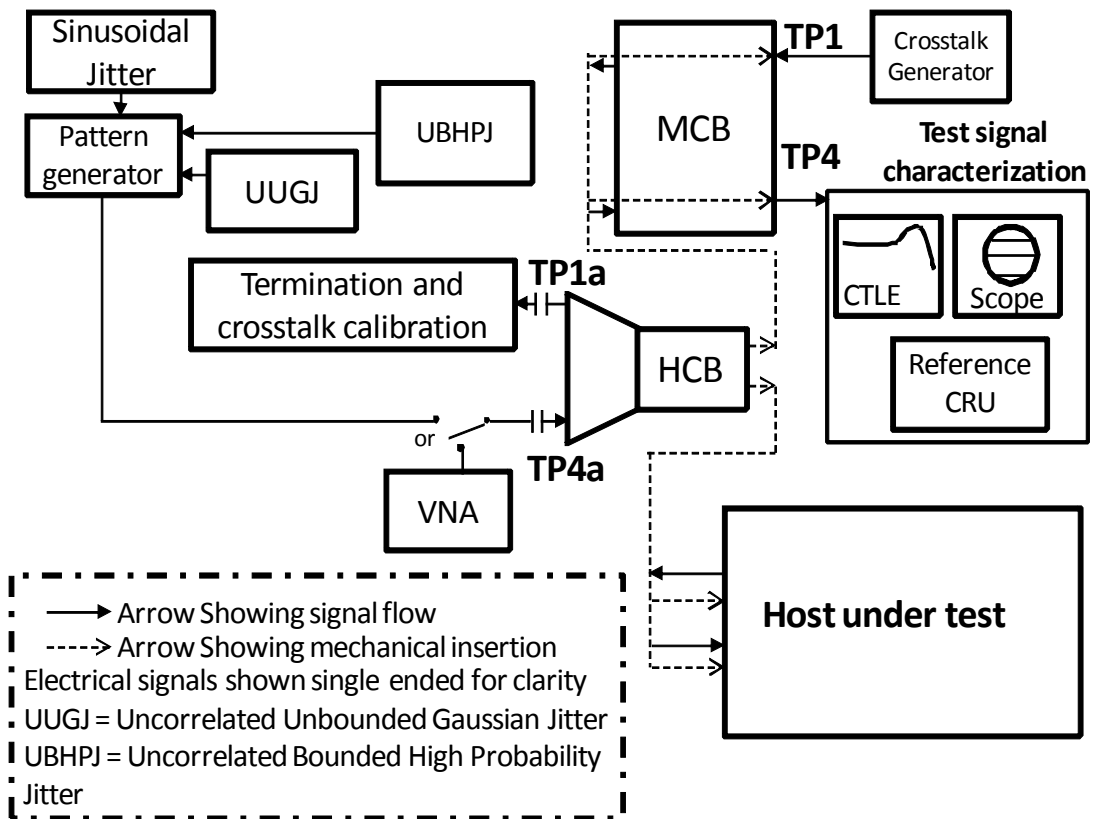 Sinusoidal
Jitter
Pattern
generator
UBHPJ
UUGJ
MCB
TP1
Crosstalk
Generator
TP4
Test signal
characterization
CTLE
Scope
Reference
CRU
Termination and
crosstalk calibration
TP1a
HCB
or
TP4a
VNA
Host under test
Arrow Showing signal flow
Arrow Showing mechanical insertion
Electrical signals shown single ended for clarity
UUGJ = Uncorrelated Unbounded Gaussian Jitter
UBHPJ = Uncorrelated Bounded High Probability
Jitter